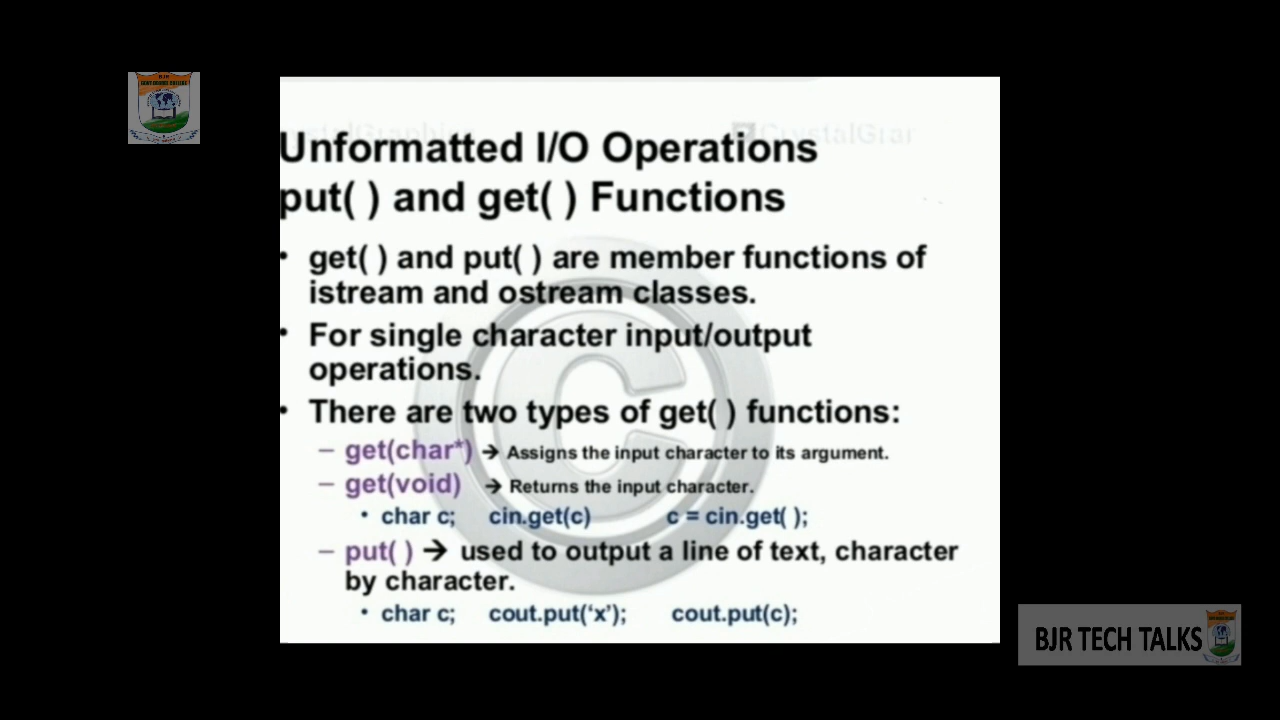 Unformatted I/O Operations
put( ) and get( ) Functions
• get( ) and put( ) are member functions of
istream and ostream classes.
• For single character input/output
operations.
• There are two types of get( ) functions:
– get(char*) → Assigns the input character to its argument.
– get(void) → Returns the input character.
• char c; cin.get(c) c = cin.get( );
– put( ) → used to output a line of text, character
by character.
• char c; cout.put(‘x’); cout.put(c);
BJR TECH TALKS